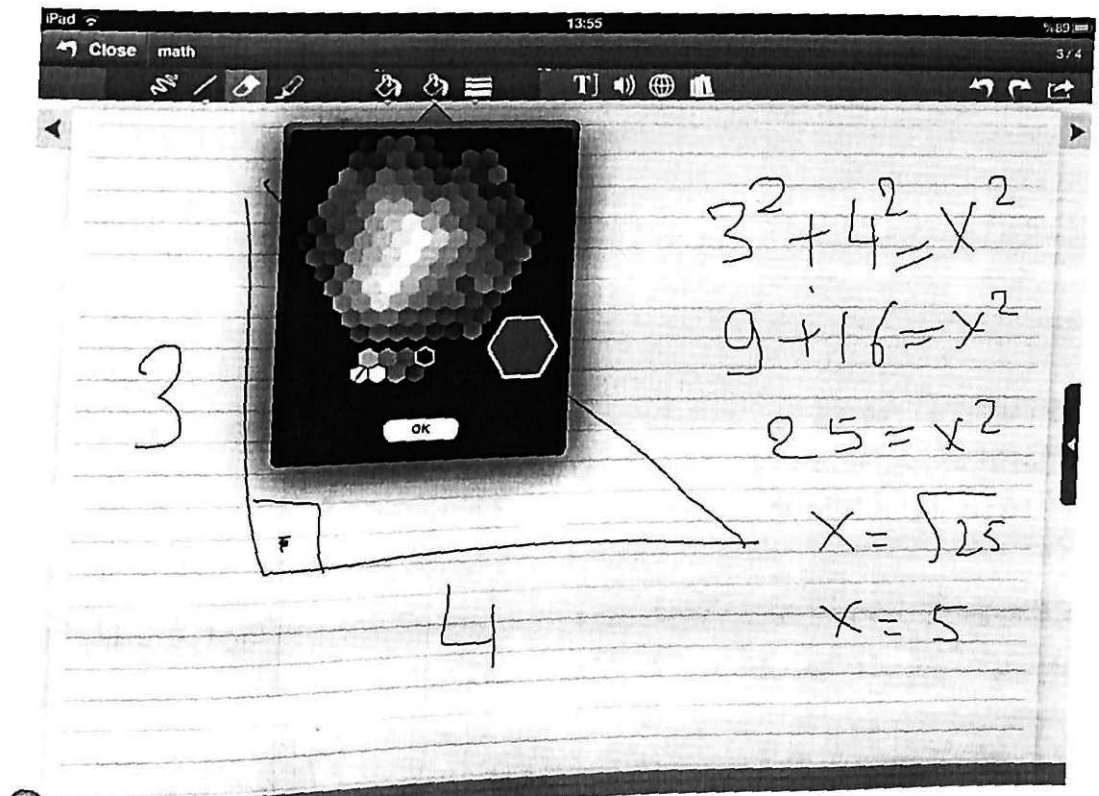 iPad 13:55 %89
Close math 3/4
T]
3² + 4² = x²
9 + 16 = x²
3
25 = x²
OK
x = √25
x = 5
4